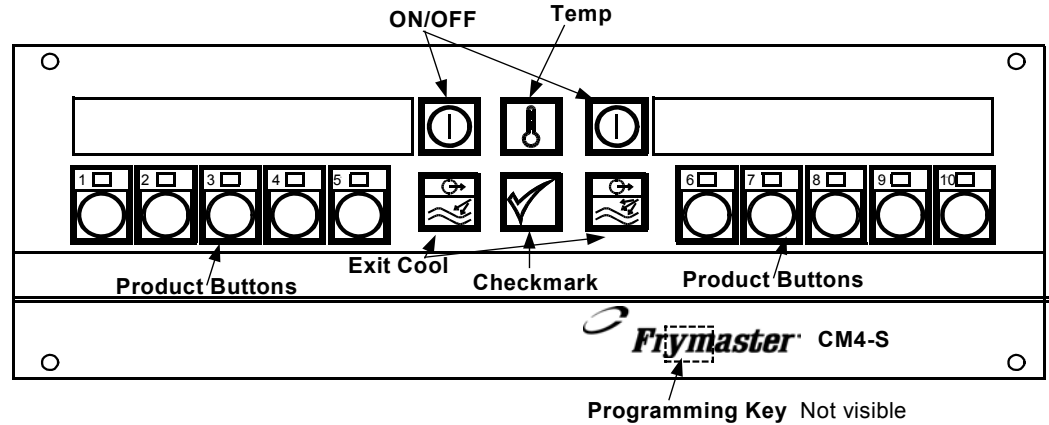 ON/OFF Temp
1 2 3 4 5 6 7 8 9 10
Exit Cool
Product Buttons Checkmark Product Buttons
Frymaster CM4-S
Programming Key Not visible